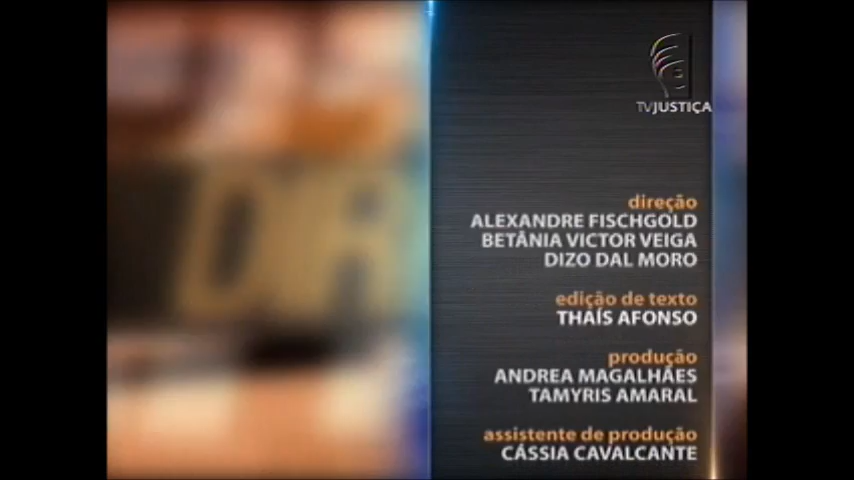 TVJUSTIÇA
direção
ALEXANDRE FISCHGOLD
BETÂNIA VICTOR VEIGA
DIZO DAL MORO
edição de texto
THAÍS AFONSO
produção
ANDREA MAGALHÃES
TAMYRIS AMARAL
assistente de produção
CÁSSIA CAVALCANTE
DIR